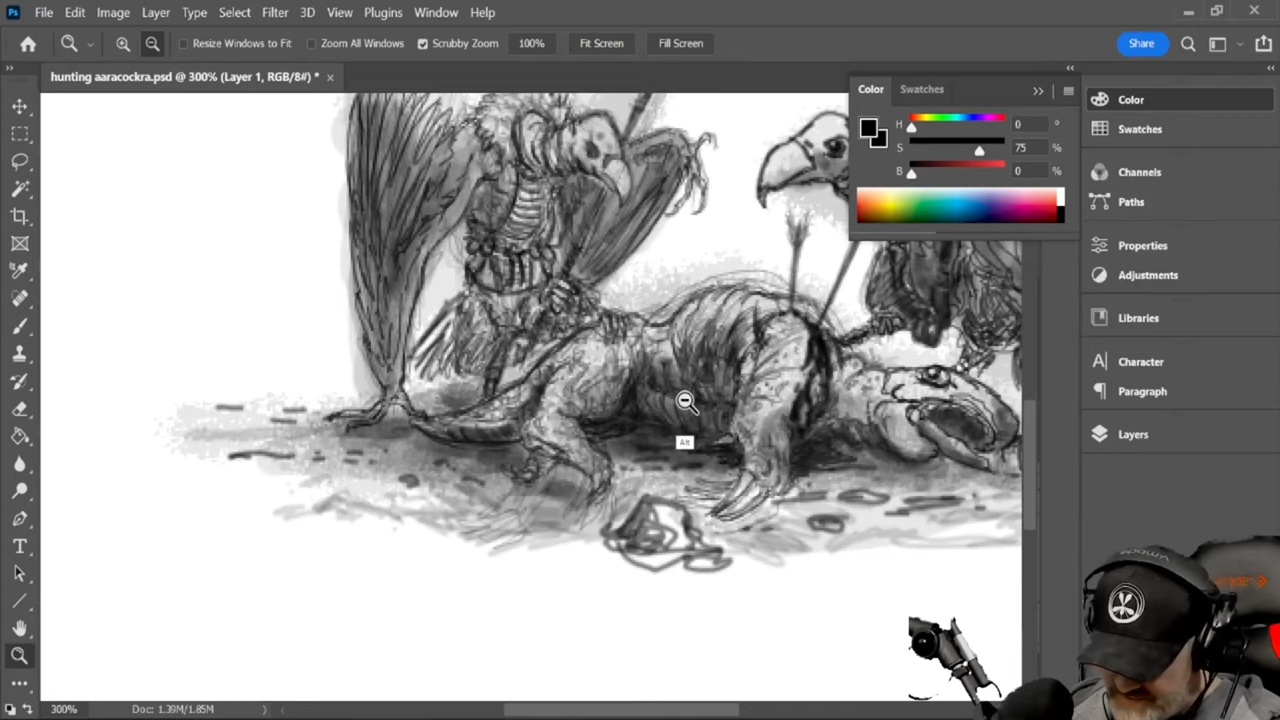 Ps File Edit Image Layer Type Select Filter 3D View Plugins Window Help
Resize Windows to Fit Zoom All Windows Scrubby Zoom 100% Fit Screen Fill Screen Share
hunting aaracockra.psd @ 300% (Layer 1, RGB/8#) *
Color Swatches
H 0 °
S 75 %
B 0 %
Color
Swatches
Channels
Paths
Properties
Adjustments
Libraries
Character
Paragraph
Layers
Alt
300% Doc: 1.39M/1.85M